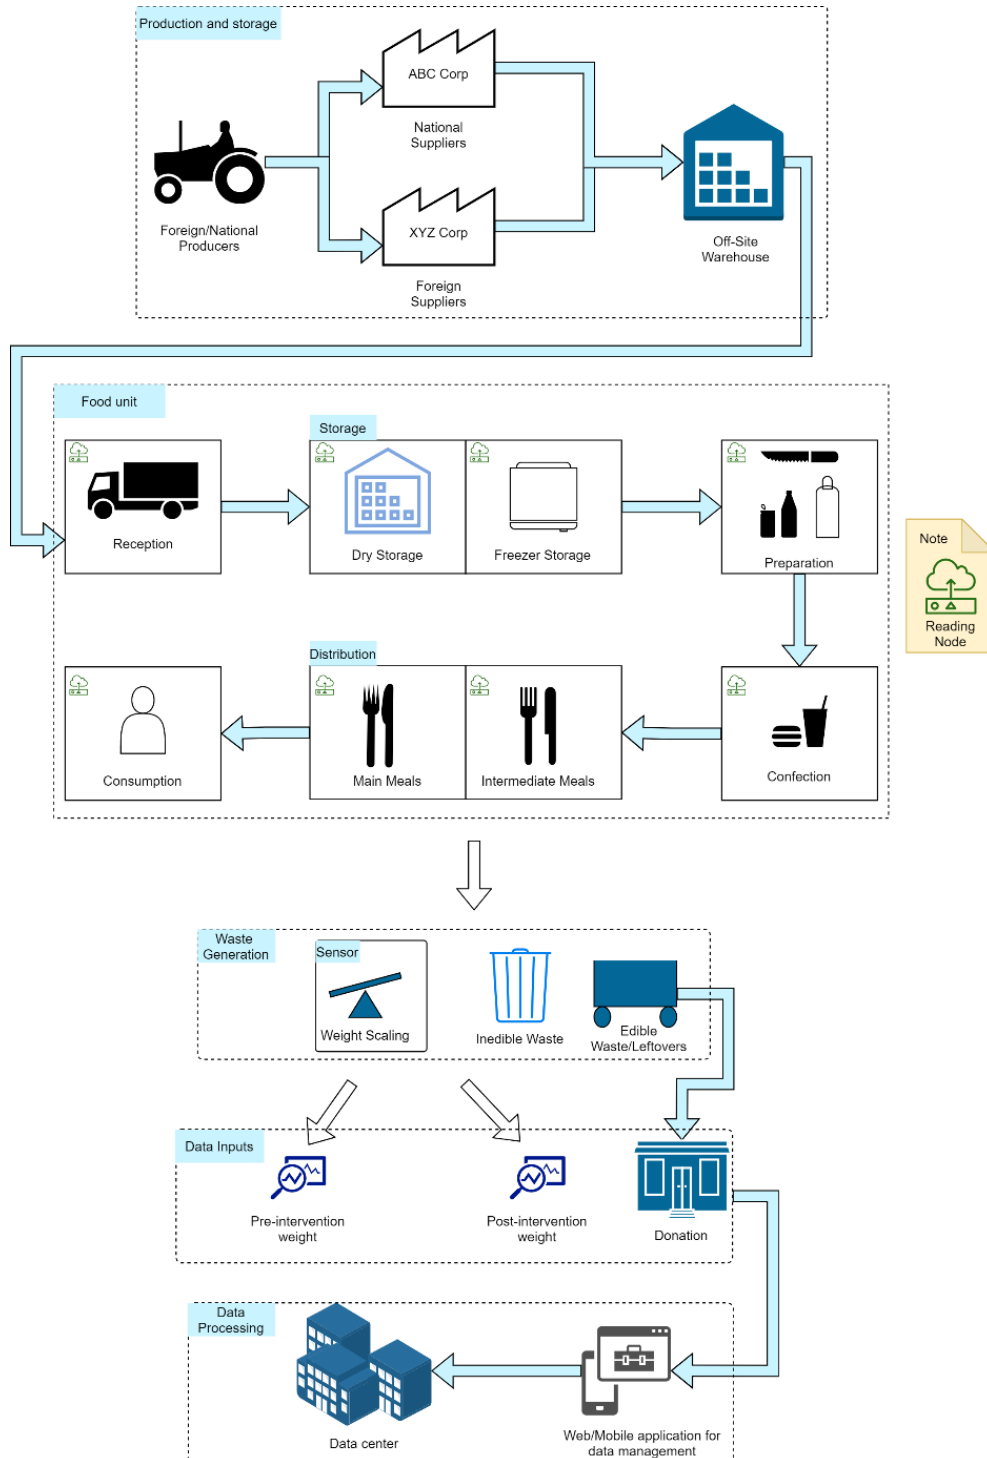 Production and storage
ABC Corp
National
Suppliers
Foreign/National
Producers
XYZ Corp
Foreign
Suppliers
Off-Site
Warehouse
Food unit
Storage
Reception
Dry Storage
Freezer Storage
Preparation
Note
Reading
Node
Distribution
Consumption
Main Meals
Intermediate Meals
Confection
Waste
Generation
Sensor
Weight Scaling
Inedible Waste
Edible
Waste/Leftovers
Data Inputs
Pre-intervention
weight
Post-intervention
weight
Donation
Data
Processing
Data center
Web/Mobile application for
data management